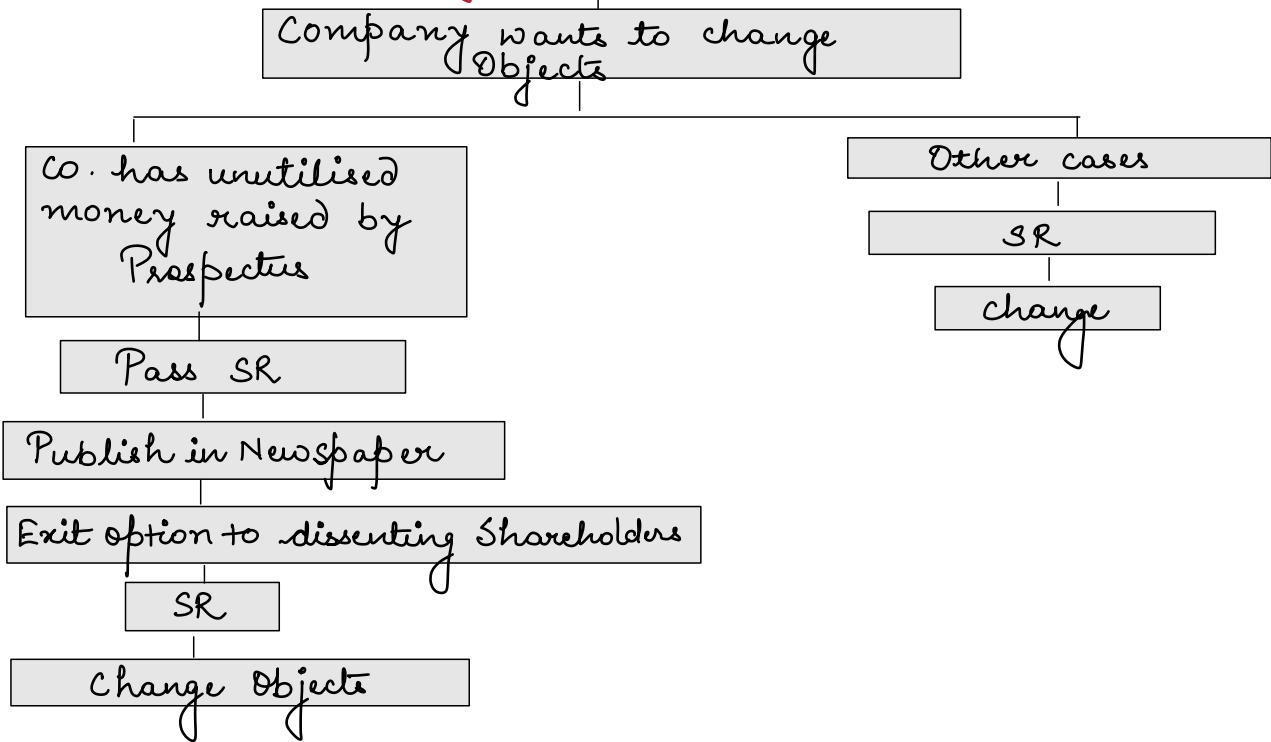 Company wants to change
Objects
Co. has unutilised
money raised by
Prospectus
Pass SR
Publish in Newspaper
Exit option to dissenting Shareholders
SR
Change Objects
Other cases
SR
change